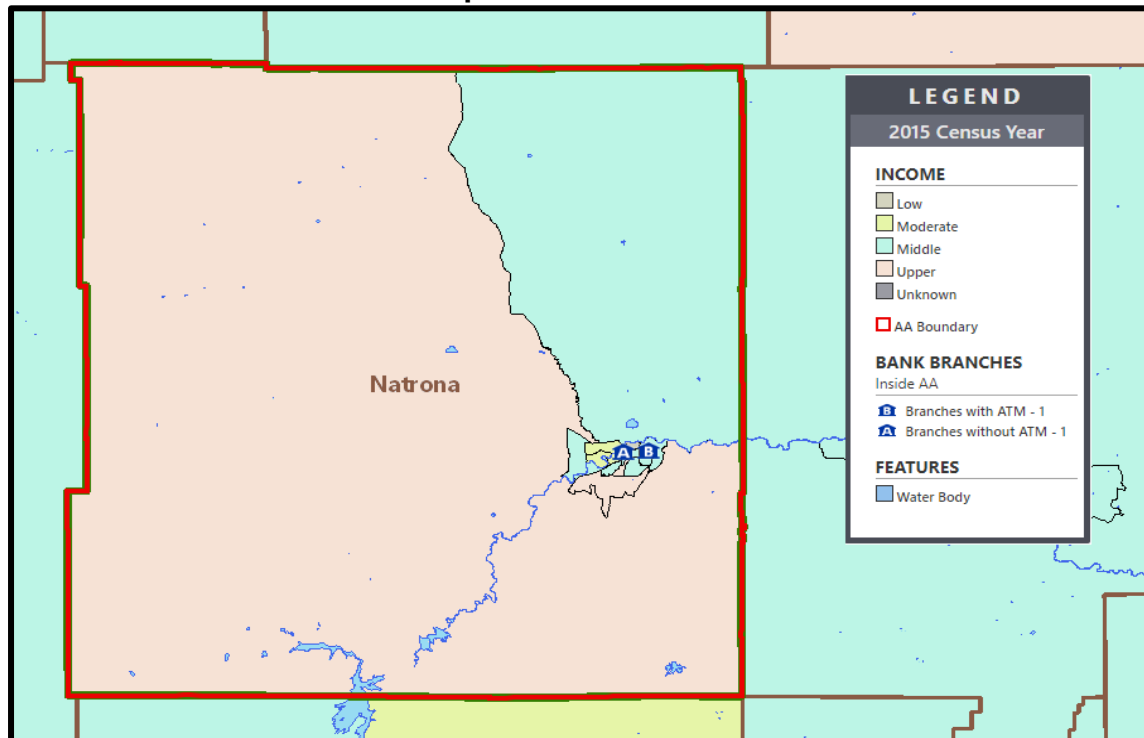 LEGEND
2015 Census Year
INCOME
Low
Moderate
Middle
Upper
Unknown
AA Boundary
BANK BRANCHES
Inside AA
B Branches with ATM - 1
A Branches without ATM - 1
FEATURES
Water Body
Natrona
A B